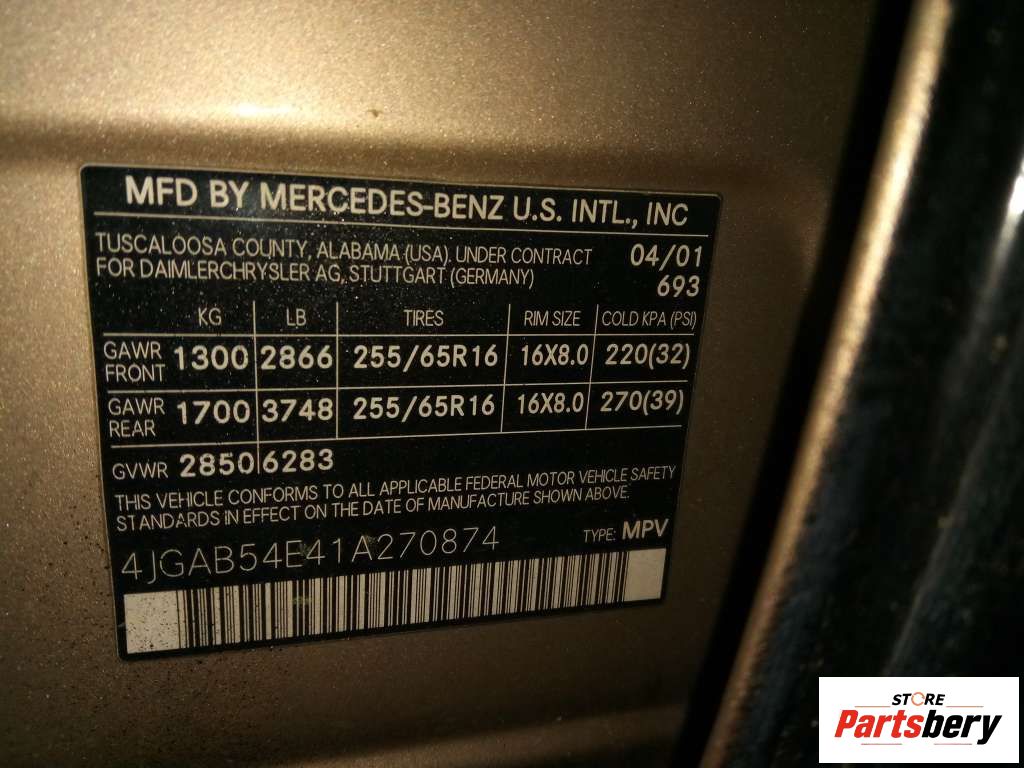 MFD BY MERCEDES-BENZ U.S. INTL., INC
TUSCALOOSA COUNTY, ALABAMA (USA). UNDER CONTRACT 04/01
FOR DAIMLERCHRYSLER AG, STUTTGART (GERMANY) 693
KG LB TIRES RIM SIZE COLD KPA (PSI)
GAWR FRONT 1300 2866 255/65R16 16X8.0 220(32)
GAWR REAR 1700 3748 255/65R16 16X8.0 270(39)
GVWR 2850 6283
THIS VEHICLE CONFORMS TO ALL APPLICABLE FEDERAL MOTOR VEHICLE SAFETY
STANDARDS IN EFFECT ON THE DATE OF MANUFACTURE SHOWN ABOVE.
4JGAB54E41A270874 TYPE: MPV
STORE
Partsbery